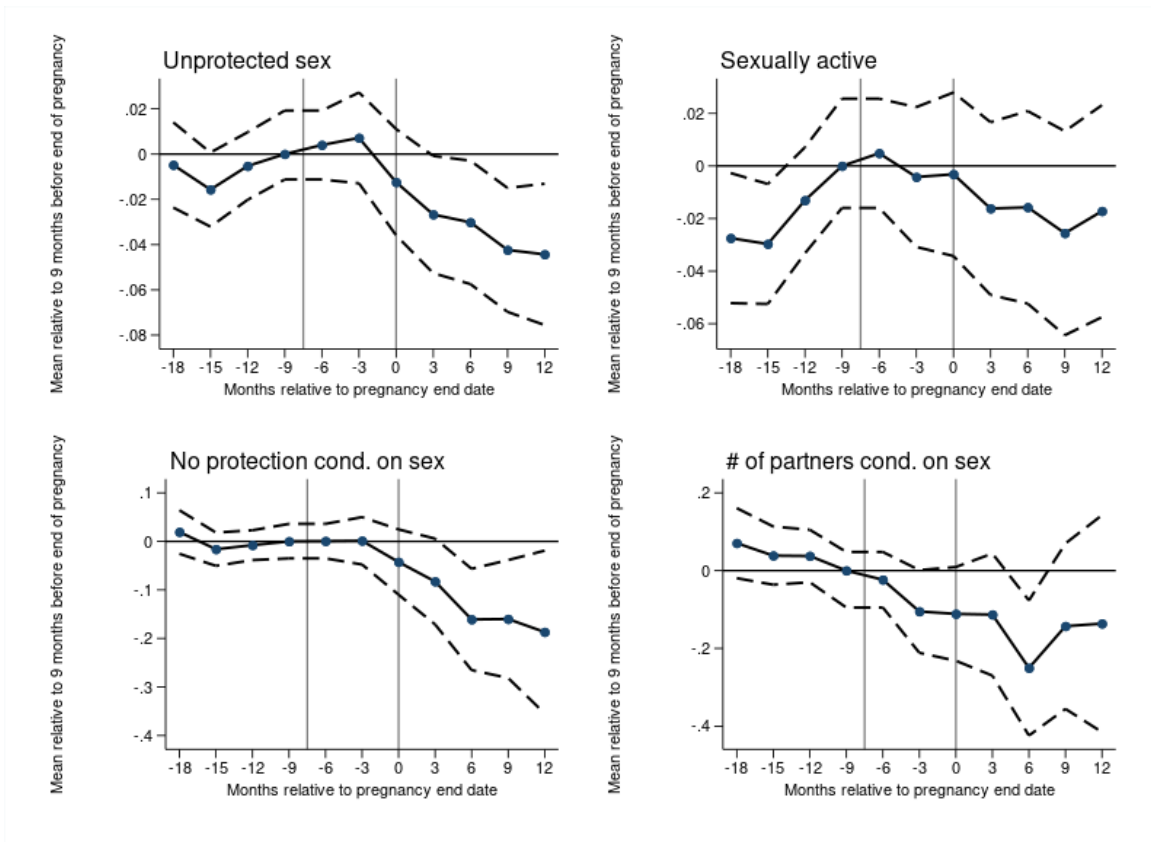 Unprotected sex
Mean relative to 9 months before end of pregnancy
.02
0
-.02
-.04
-.06
-.08
-18 -15 -12 -9 -6 -3 0 3 6 9 12
Months relative to pregnancy end date
Sexually active
Mean relative to 9 months before end of pregnancy
.02
0
-.02
-.04
-.06
-18 -15 -12 -9 -6 -3 0 3 6 9 12
Months relative to pregnancy end date
No protection cond. on sex
Mean relative to 9 months before end of pregnancy
.1
0
-.1
-.2
-.3
-.4
-18 -15 -12 -9 -6 -3 0 3 6 9 12
Months relative to pregnancy end date
# of partners cond. on sex
Mean relative to 9 months before end of pregnancy
.2
0
-.2
-.4
-18 -15 -12 -9 -6 -3 0 3 6 9 12
Months relative to pregnancy end date